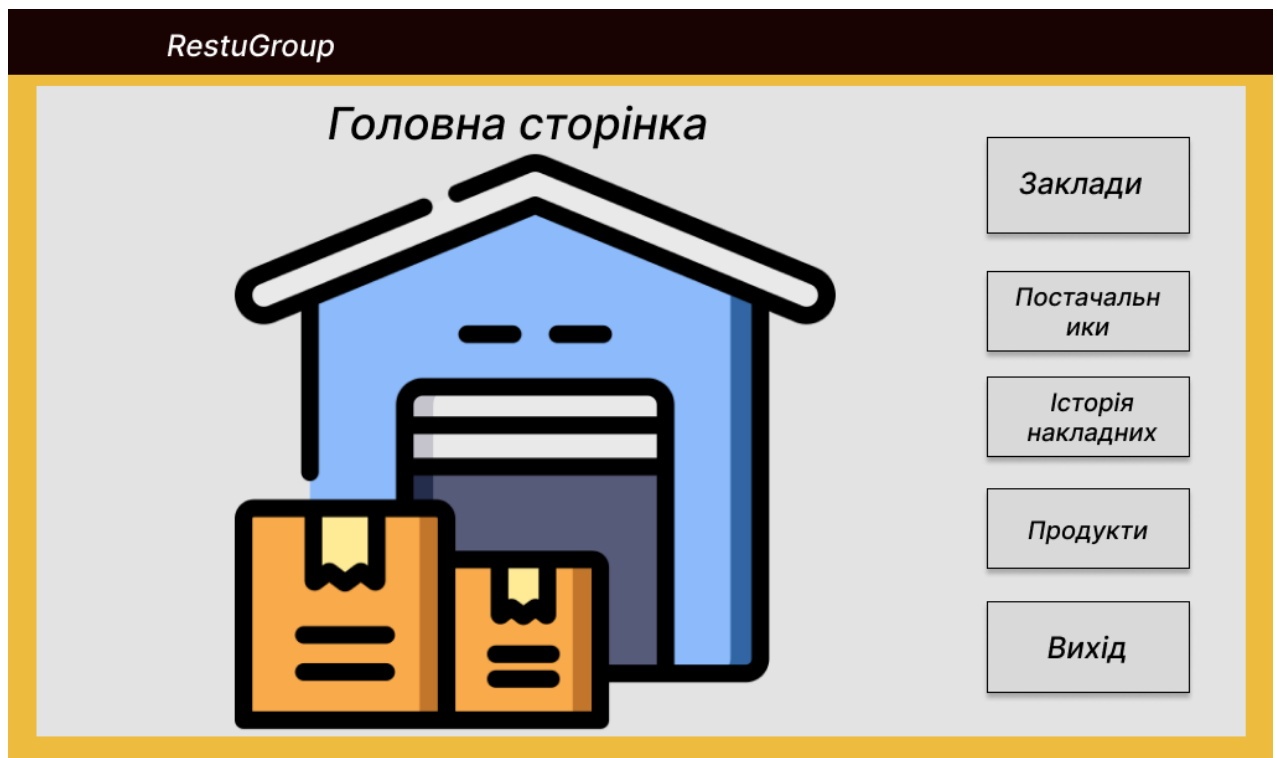 RestuGroup
Головна сторінка
Заклади
Постачальн
ики
Історія
накладних
Продукти
Вихід